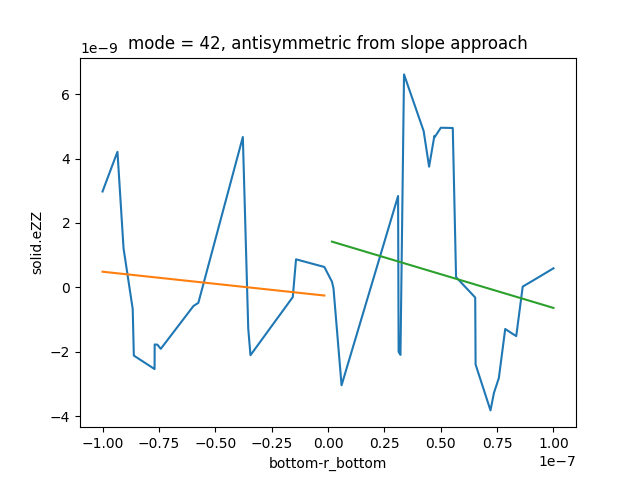 mode = 42, antisymmetric from slope approach
1e−9
6
4
2
0
−2
−4
solid.eZZ
−1.00 −0.75 −0.50 −0.25 0.00 0.25 0.50 0.75 1.00
1e−7
bottom-r_bottom